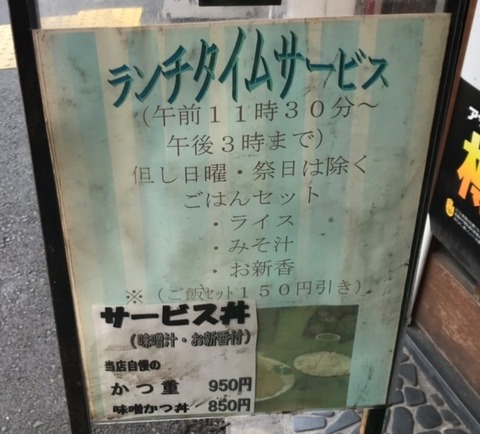 ランチタイムサービス
（午前１１時３０分～
午後３時まで）
但し日曜・祭日は除く
ごはんセット
・ライス
・みそ汁
・お新香
※（ご飯セット１５０円引き）
サービス丼
（味噌汁・お新香付）
当店自慢の
かつ重 950円
味噌かつ丼 850円